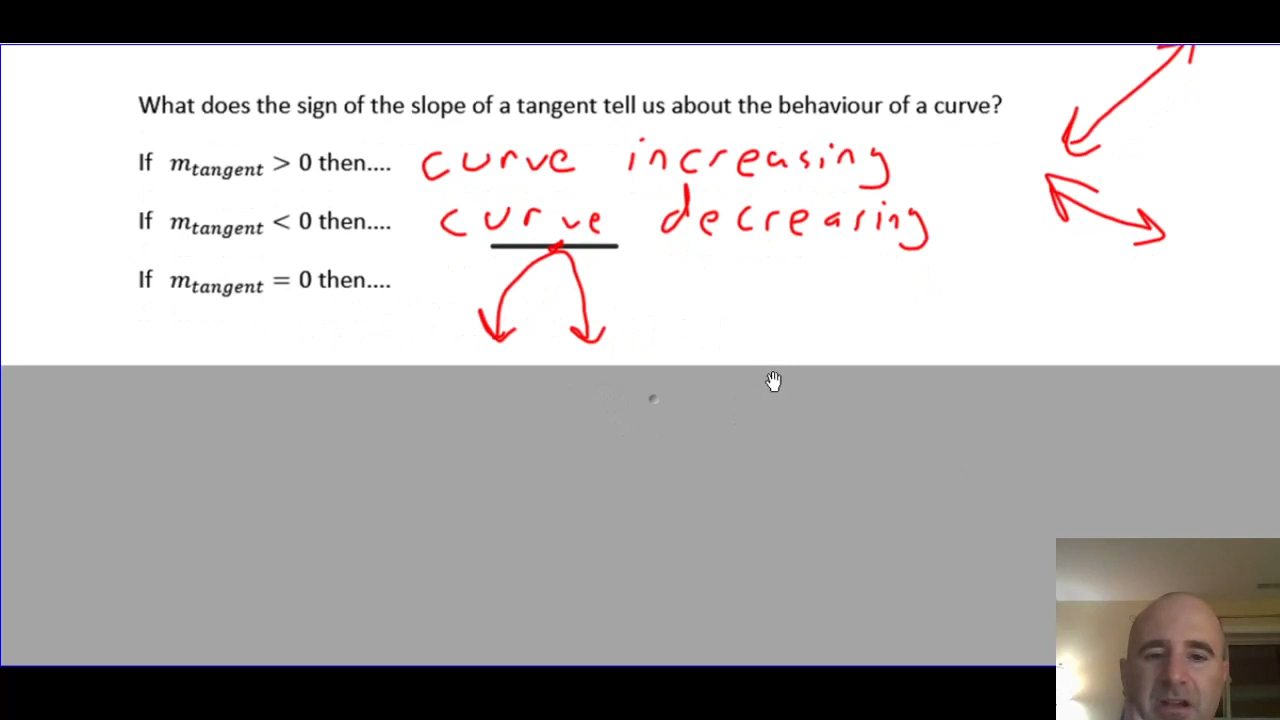 What does the sign of the slope of a tangent tell us about the behaviour of a curve?
If m_tangent > 0 then.... curve increasing
If m_tangent < 0 then.... curve decreasing
If m_tangent = 0 then....